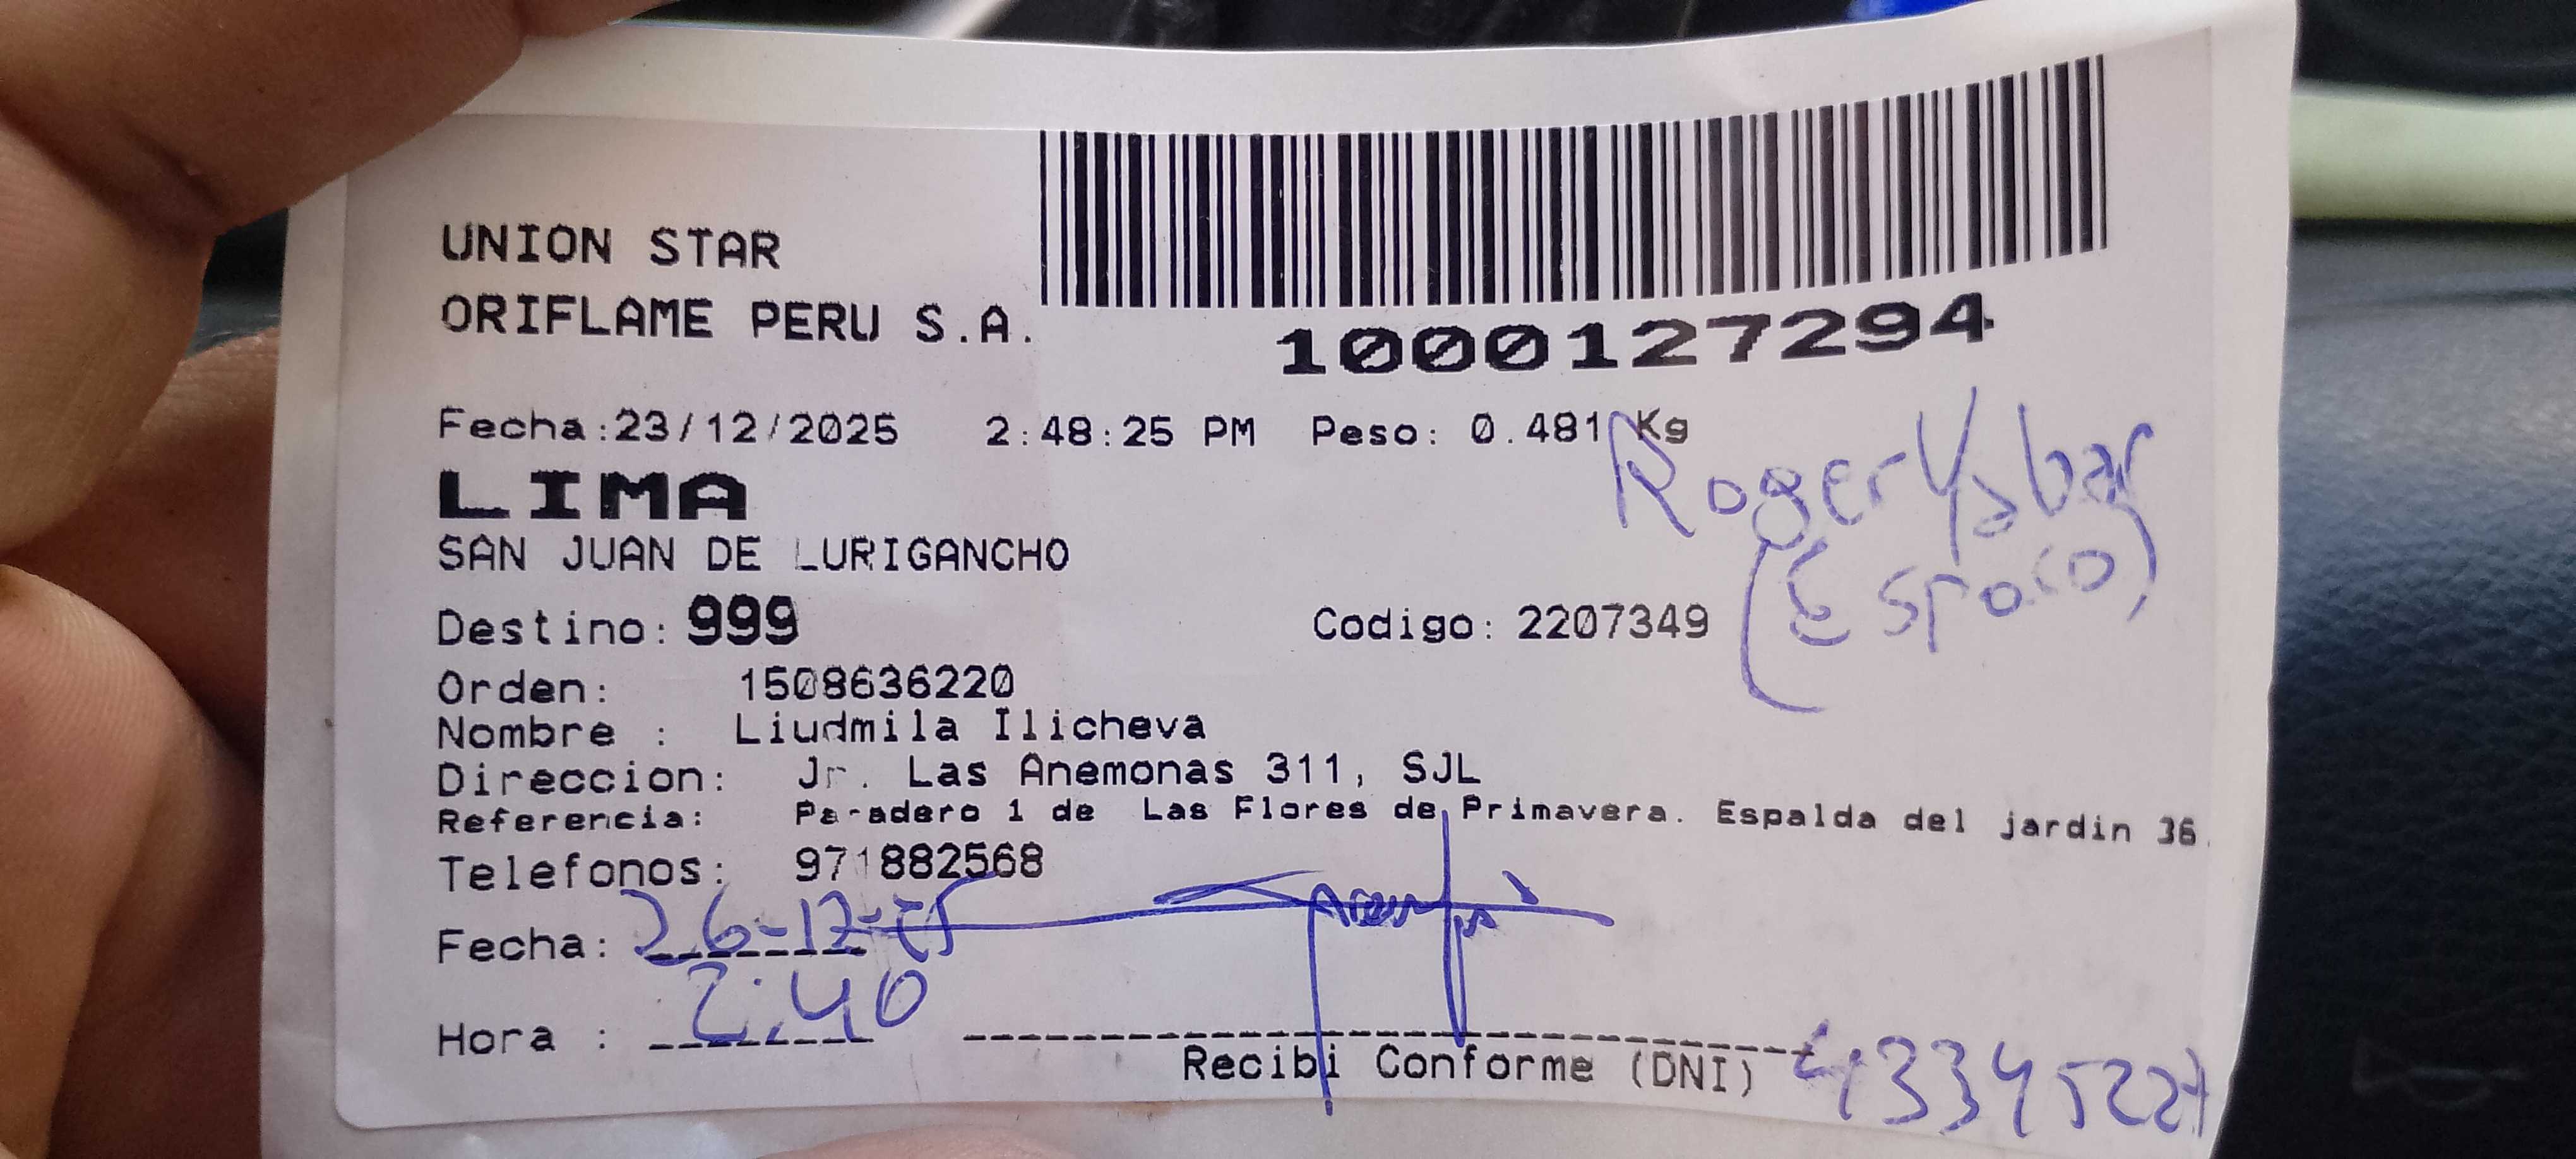 UNION STAR
ORIFLAME PERU S.A.
1000127294
Fecha:23/12/2025 2:48:25 PM Peso: 0.481 Kg
LIMA
Roger Ysbar
SAN JUAN DE LURIGANCHO
(Esposo)
Destino: 999 Codigo: 2207349
Orden: 1508636220
Nombre : Liudmila Ilicheva
Direccion: Jr. Las Anemonas 311, SJL
Referencia: Paradero 1 de Las Flores de Primavera. Espalda del jardin 36.
Telefonos: 971882568
Fecha: 26-12-25
Hora : 2:40
Recibi Conforme (DNI)